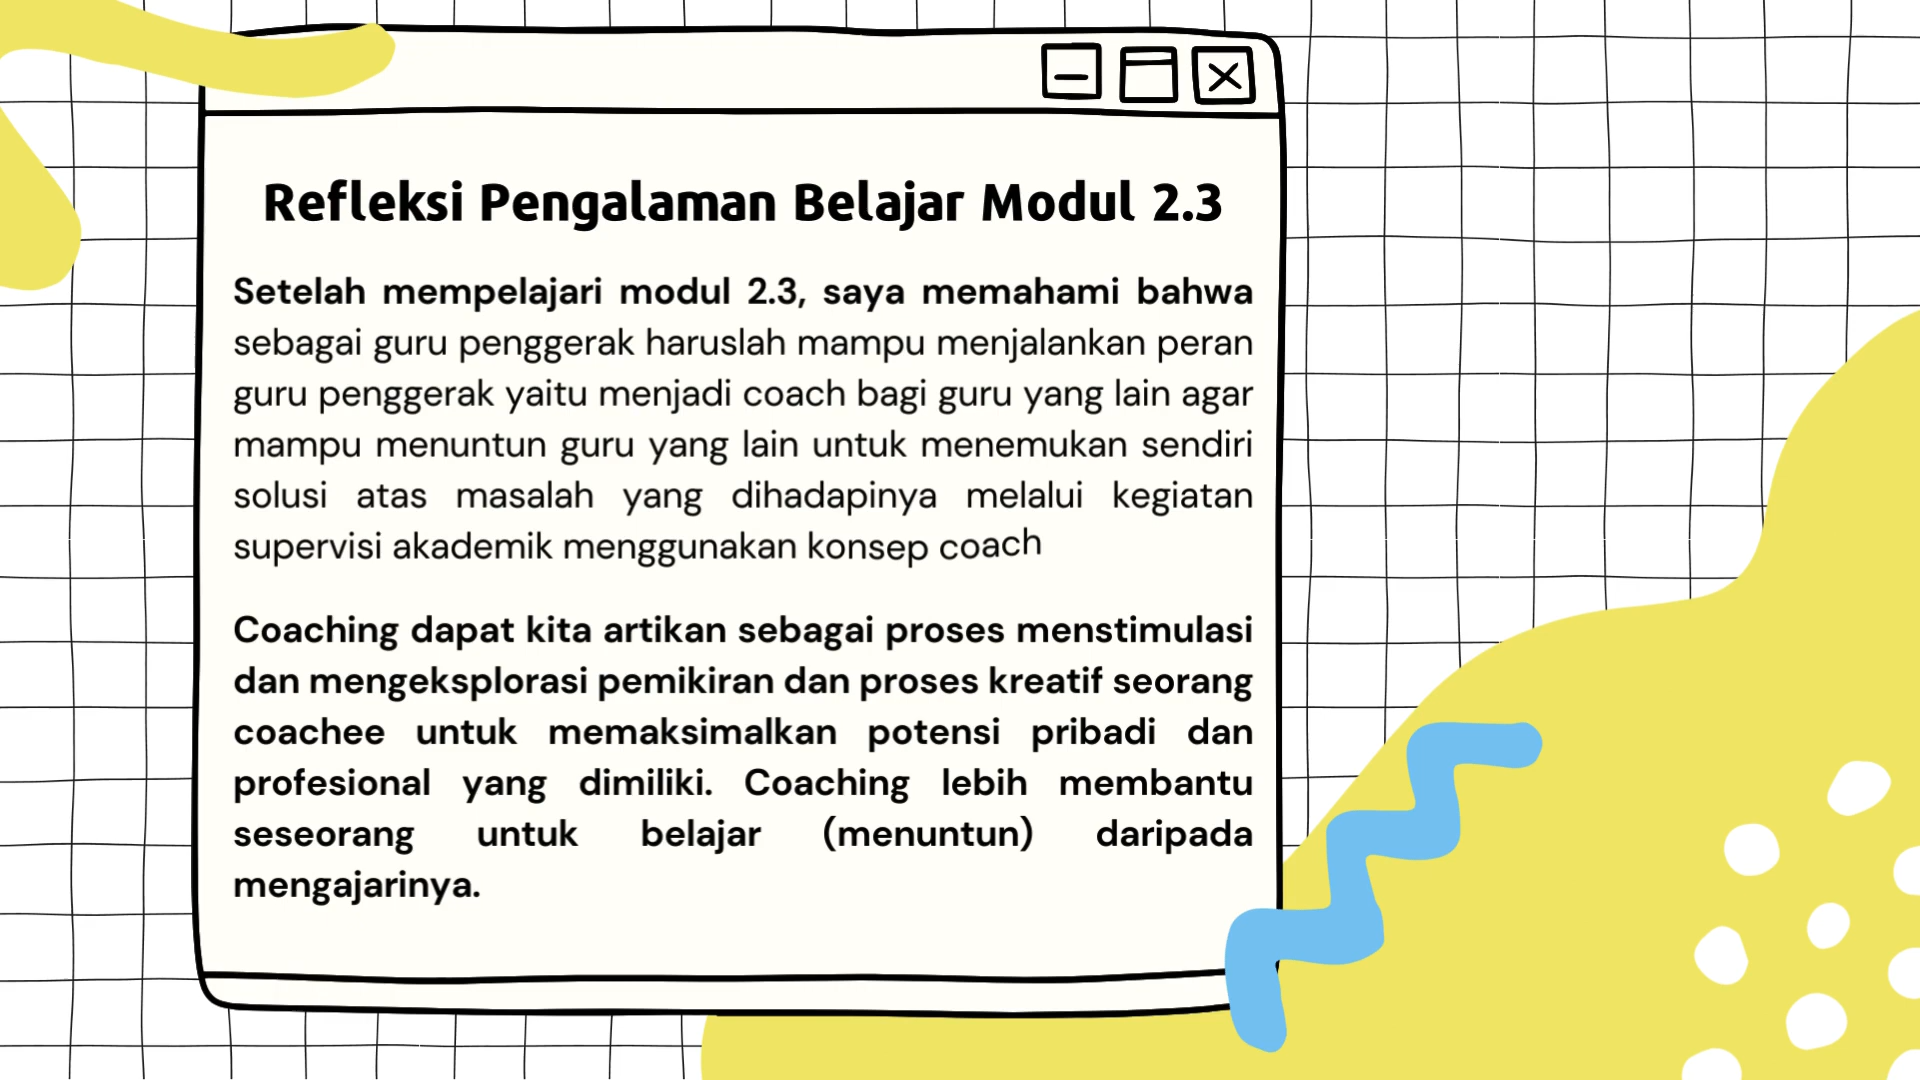 Refleksi Pengalaman Belajar Modul 2.3
Setelah mempelajari modul 2.3, saya memahami bahwa
sebagai guru penggerak haruslah mampu menjalankan peran
guru penggerak yaitu menjadi coach bagi guru yang lain agar
mampu menuntun guru yang lain untuk menemukan sendiri
solusi atas masalah yang dihadapinya melalui kegiatan
supervisi akademik menggunakan konsep coach
Coaching dapat kita artikan sebagai proses menstimulasi
dan mengeksplorasi pemikiran dan proses kreatif seorang
coachee untuk memaksimalkan potensi pribadi dan
profesional yang dimiliki. Coaching lebih membantu
seseorang untuk belajar (menuntun) daripada
mengajarinya.